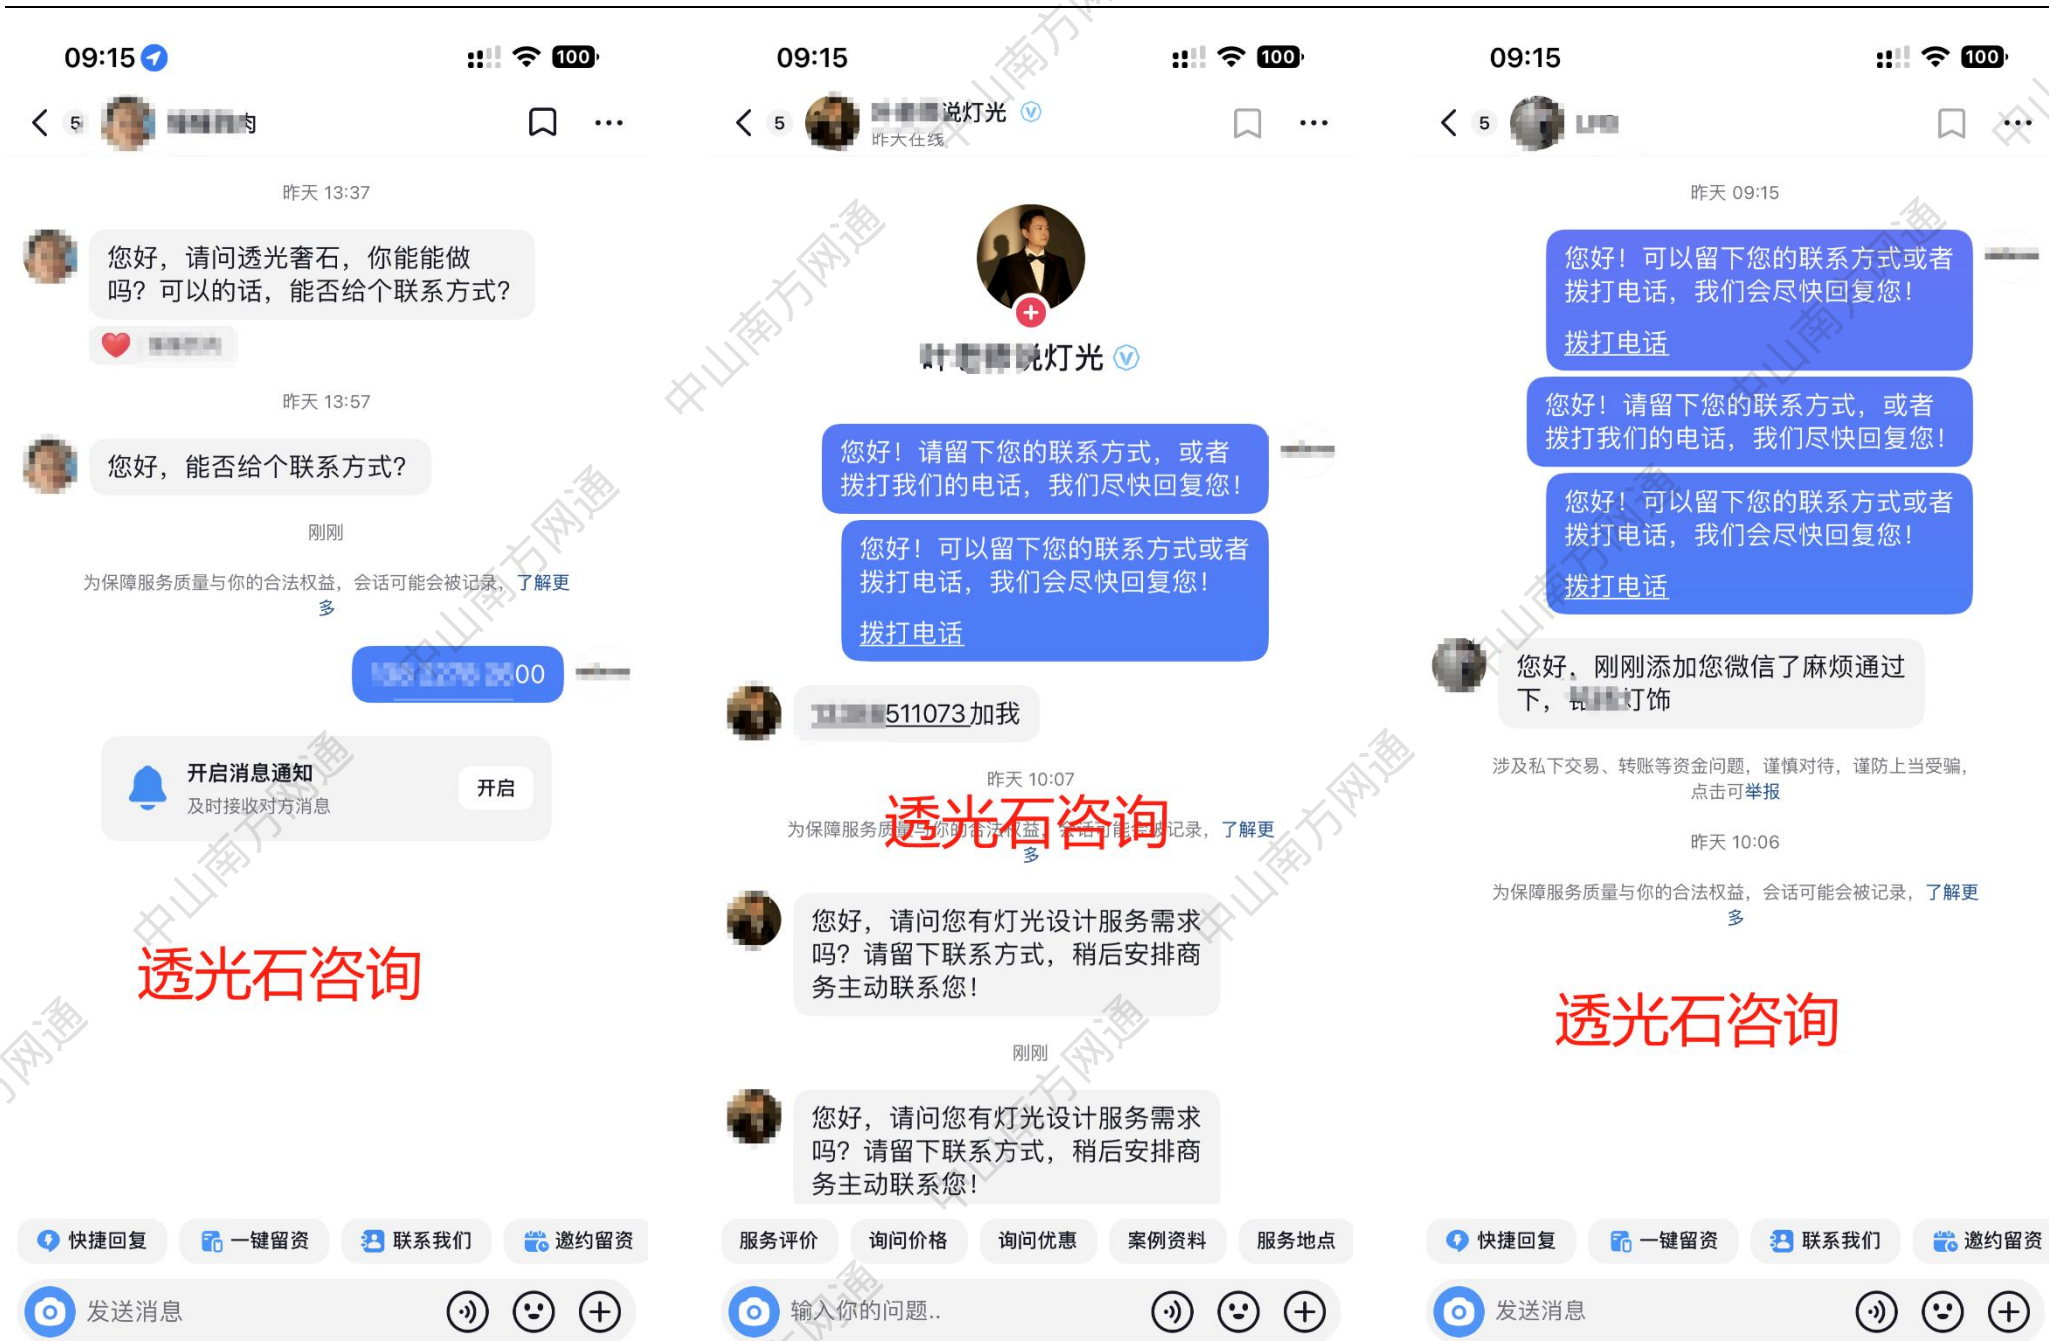 09:15
100
5
肉
昨天 13:37
您好，请问透光奢石，你能能做
吗？可以的话，能否给个联系方式？
昨天 13:57
您好，能否给个联系方式？
刚刚
为保障服务质量与你的合法权益，会话可能会被记录，了解更
多
00
开启消息通知
及时接收对方消息
开启
透光石咨询
快捷回复
一键留资
联系我们
邀约留资
发送消息
09:15
100
5
说灯光
昨天在线
灯光
您好！请留下您的联系方式，或者
拨打我们的电话，我们尽快回复您！
您好！可以留下您的联系方式或者
拨打电话，我们会尽快回复您！
拨打电话
511073加我
昨天 10:07
透光石咨询
为保障服务质量与你的合法权益，会话可能会被记录，了解更
多
您好，请问您有灯光设计服务需求
吗？请留下联系方式，稍后安排商
务主动联系您！
刚刚
您好，请问您有灯光设计服务需求
吗？请留下联系方式，稍后安排商
务主动联系您！
服务评价
询问价格
询问优惠
案例资料
服务地点
输入你的问题..
09:15
100
5
昨天 09:15
您好！可以留下您的联系方式或者
拨打电话，我们会尽快回复您！
拨打电话
您好！请留下您的联系方式，或者
拨打我们的电话，我们尽快回复您！
您好！可以留下您的联系方式或者
拨打电话，我们会尽快回复您！
拨打电话
您好，刚刚添加您微信了麻烦通过
下，灯饰
涉及私下交易、转账等资金问题，谨慎对待，谨防上当受骗，
点击可举报
昨天 10:06
为保障服务质量与你的合法权益，会话可能会被记录，了解更
多
透光石咨询
快捷回复
一键留资
联系我们
邀约留资
发送消息
中山南方网通